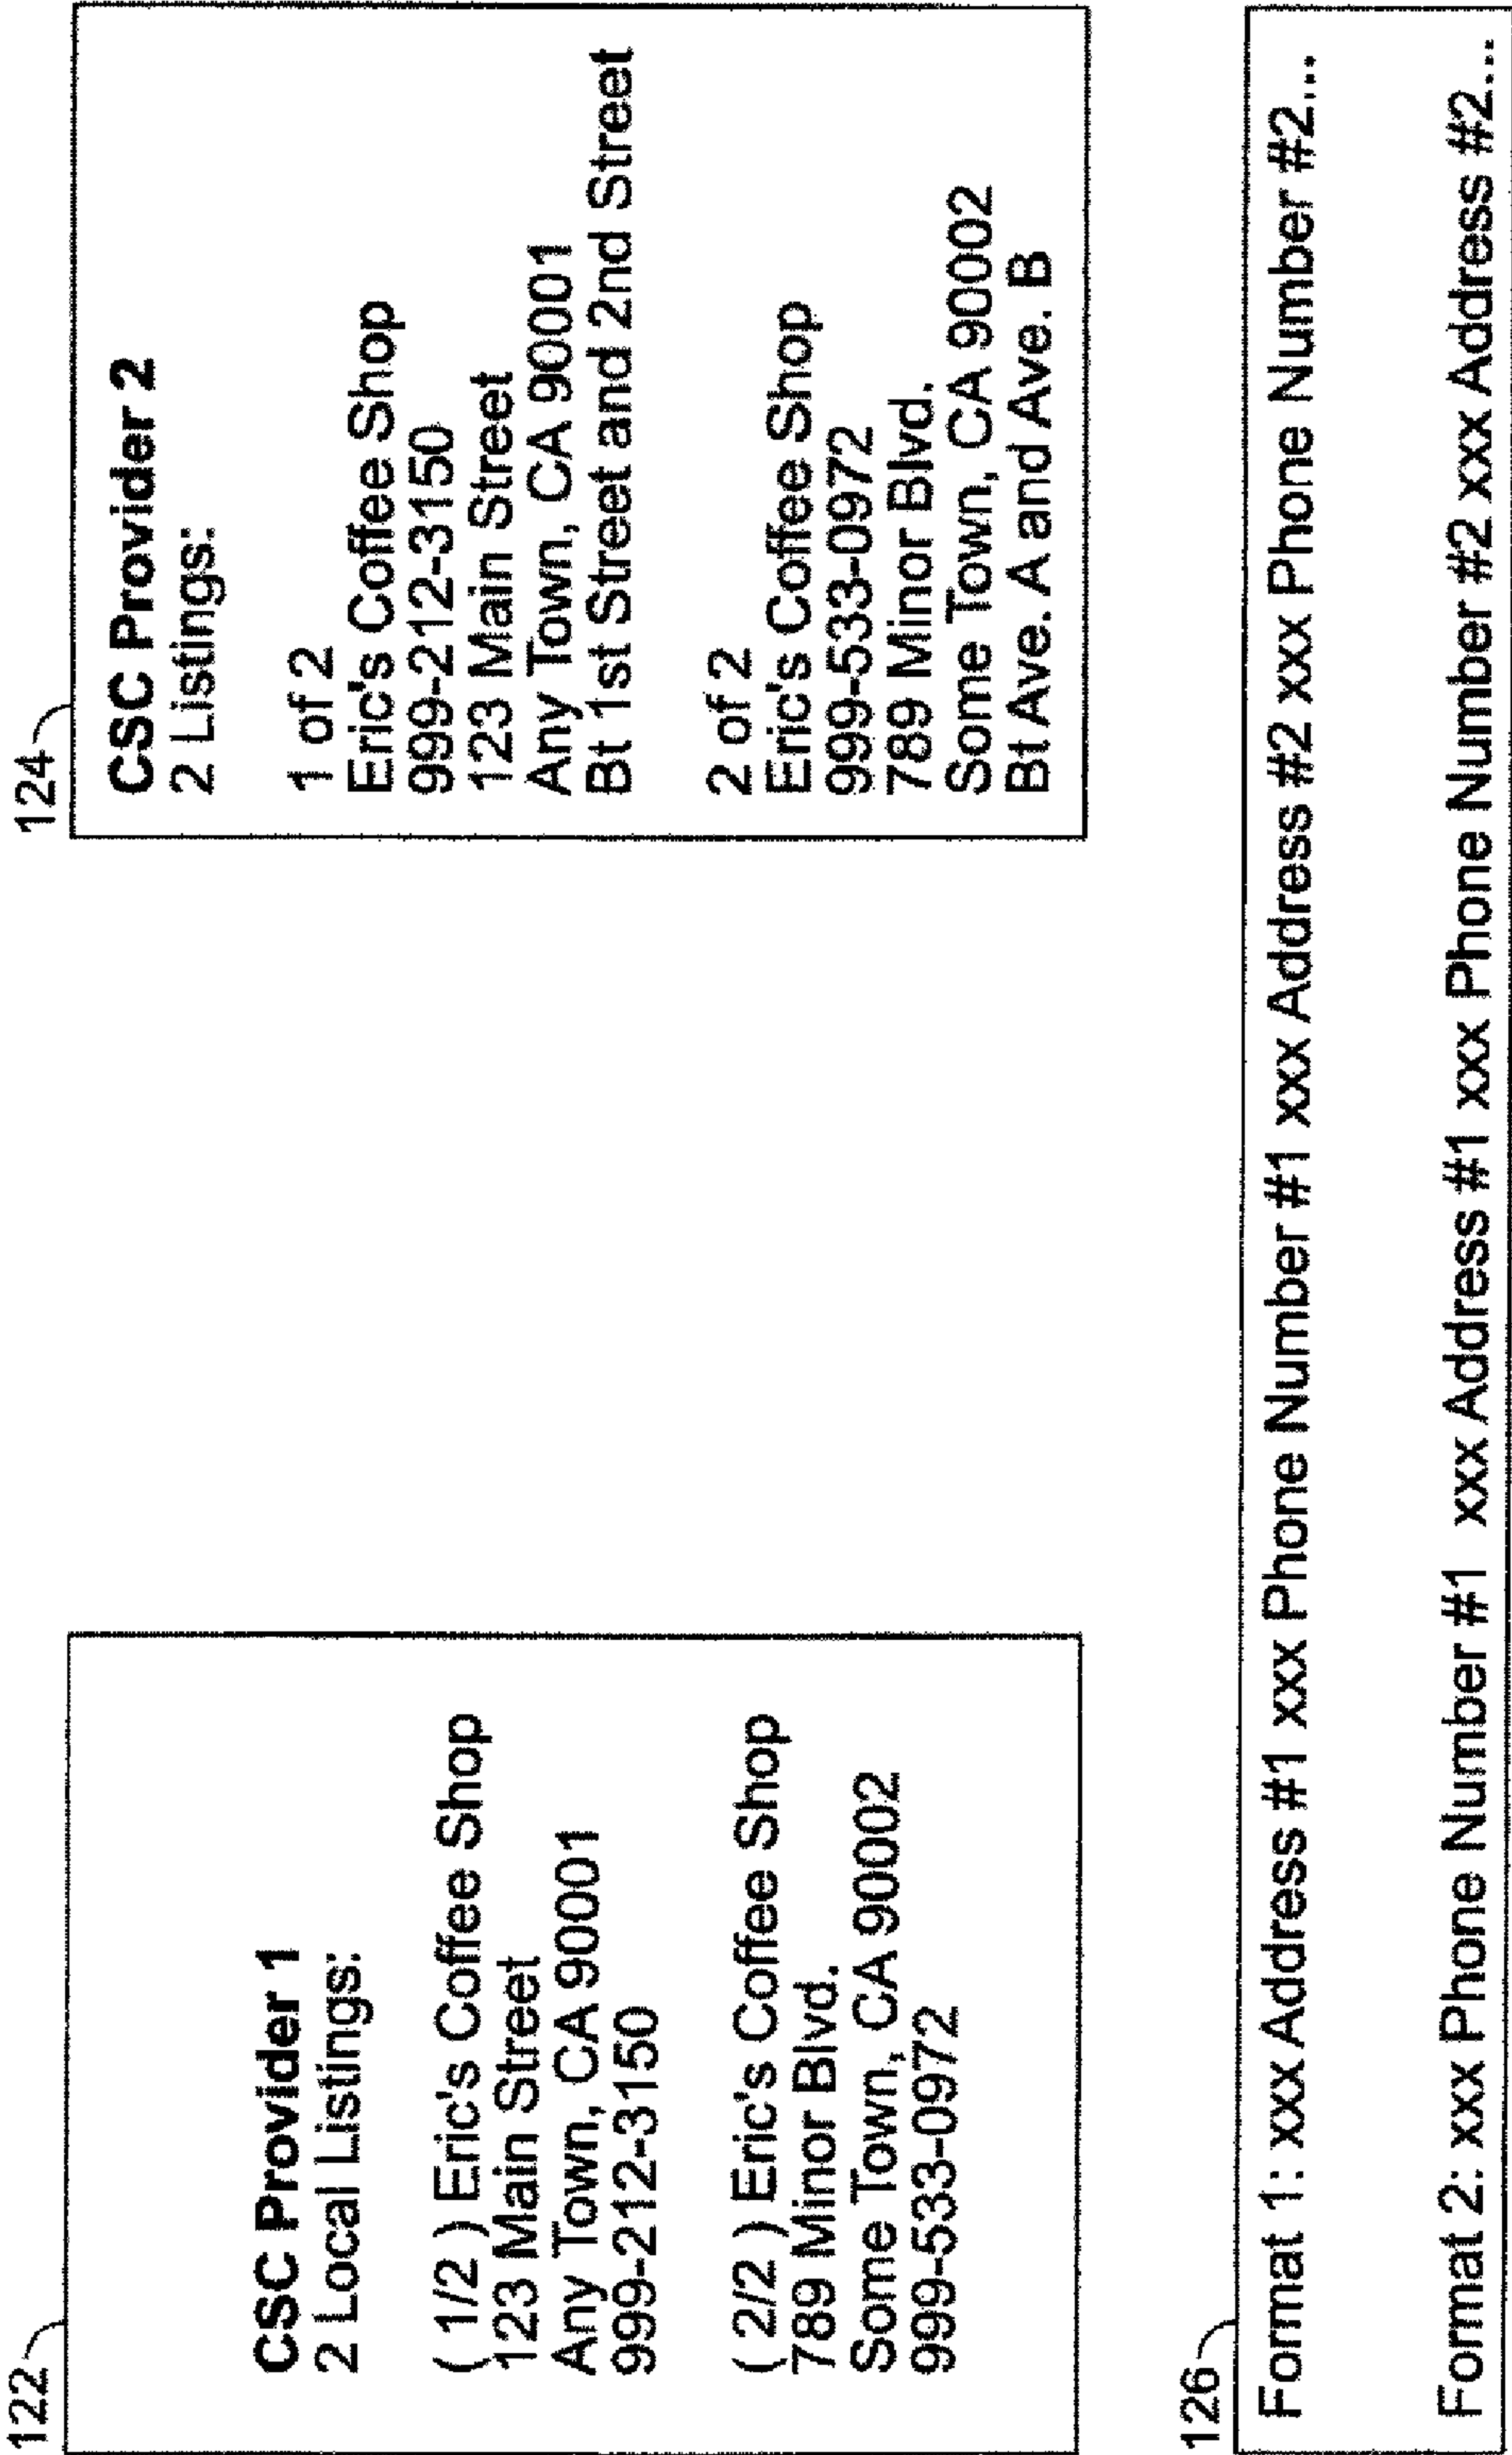 122
CSC Provider 1
2 Local Listings:
( 1/2 ) Eric's Coffee Shop
123 Main Street
Any Town, CA 90001
999-212-3150
( 2/2 ) Eric's Coffee Shop
789 Minor Blvd.
Some Town, CA 90002
999-533-0972
124
CSC Provider 2
2 Listings:
1 of 2
Eric's Coffee Shop
999-212-3150
123 Main Street
Any Town, CA 90001
Bt 1st Street and 2nd Street
2 of 2
Eric's Coffee Shop
999-533-0972
789 Minor Blvd.
Some Town, CA 90002
Bt Ave. A and Ave. B
126
Format 1: xxx Address #1 xxx Phone Number #1 xxx Address #2 xxx Phone Number #2...
Format 2: xxx Phone Number #1 xxx Address #1 xxx Phone Number #2 xxx Address #2...